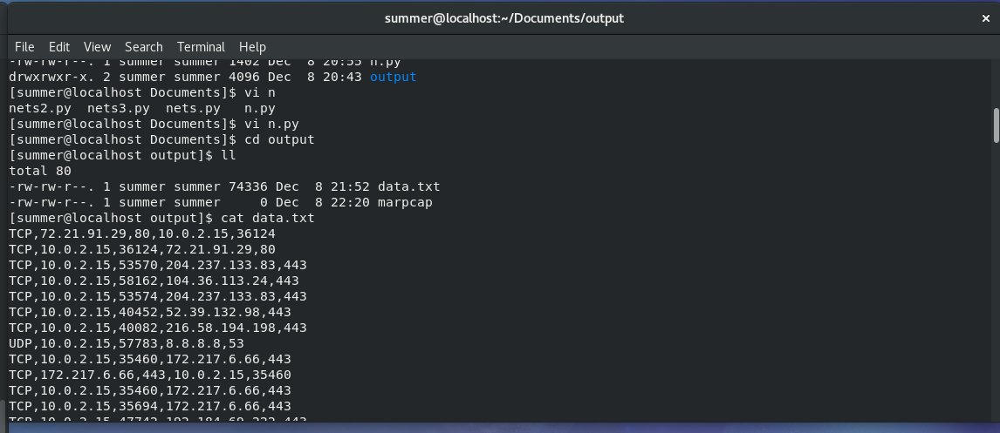 summer@localhost:~/Documents/output
File Edit View Search Terminal Help
-rw-rw-r--. 1 summer summer 1402 Dec  8 20:55 n.py
drwxrwxr-x. 2 summer summer 4096 Dec  8 20:43 output
[summer@localhost Documents]$ vi n
nets2.py  nets3.py  nets.py   n.py
[summer@localhost Documents]$ vi n.py
[summer@localhost Documents]$ cd output
[summer@localhost output]$ ll
total 80
-rw-rw-r--. 1 summer summer 74336 Dec  8 21:52 data.txt
-rw-rw-r--. 1 summer summer     0 Dec  8 22:20 marpcap
[summer@localhost output]$ cat data.txt
TCP,72.21.91.29,80,10.0.2.15,36124
TCP,10.0.2.15,36124,72.21.91.29,80
TCP,10.0.2.15,53570,204.237.133.83,443
TCP,10.0.2.15,58162,104.36.113.24,443
TCP,10.0.2.15,53574,204.237.133.83,443
TCP,10.0.2.15,40452,52.39.132.98,443
TCP,10.0.2.15,40082,216.58.194.198,443
UDP,10.0.2.15,57783,8.8.8.8,53
TCP,10.0.2.15,35460,172.217.6.66,443
TCP,172.217.6.66,443,10.0.2.15,35460
TCP,10.0.2.15,35460,172.217.6.66,443
TCP,10.0.2.15,35694,172.217.6.66,443